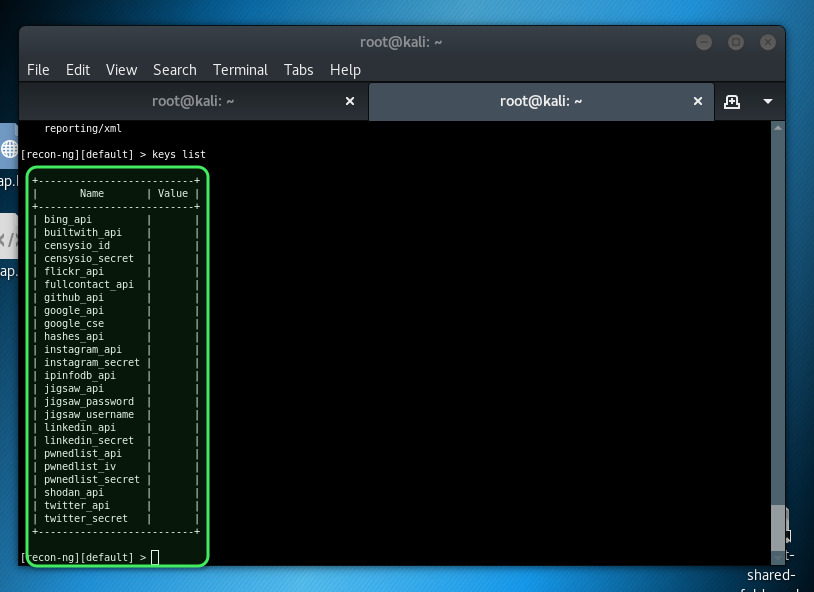 root@kali: ~
File Edit View Search Terminal Tabs Help
root@kali: ~ root@kali: ~
reporting/xml
[recon-ng][default] > keys list
+--------------------------+
| Name | Value |
+--------------------------+
| bing_api | |
| builtwith_api | |
| censysio_id | |
| censysio_secret | |
| flickr_api | |
| fullcontact_api | |
| github_api | |
| google_api | |
| google_cse | |
| hashes_api | |
| instagram_api | |
| instagram_secret | |
| ipinfodb_api | |
| jigsaw_api | |
| jigsaw_password | |
| jigsaw_username | |
| linkedin_api | |
| linkedin_secret | |
| pwnedlist_api | |
| pwnedlist_iv | |
| pwnedlist_secret | |
| shodan_api | |
| twitter_api | |
| twitter_secret | |
+--------------------------+
[recon-ng][default] >
ap.
ap.
t-
shared-